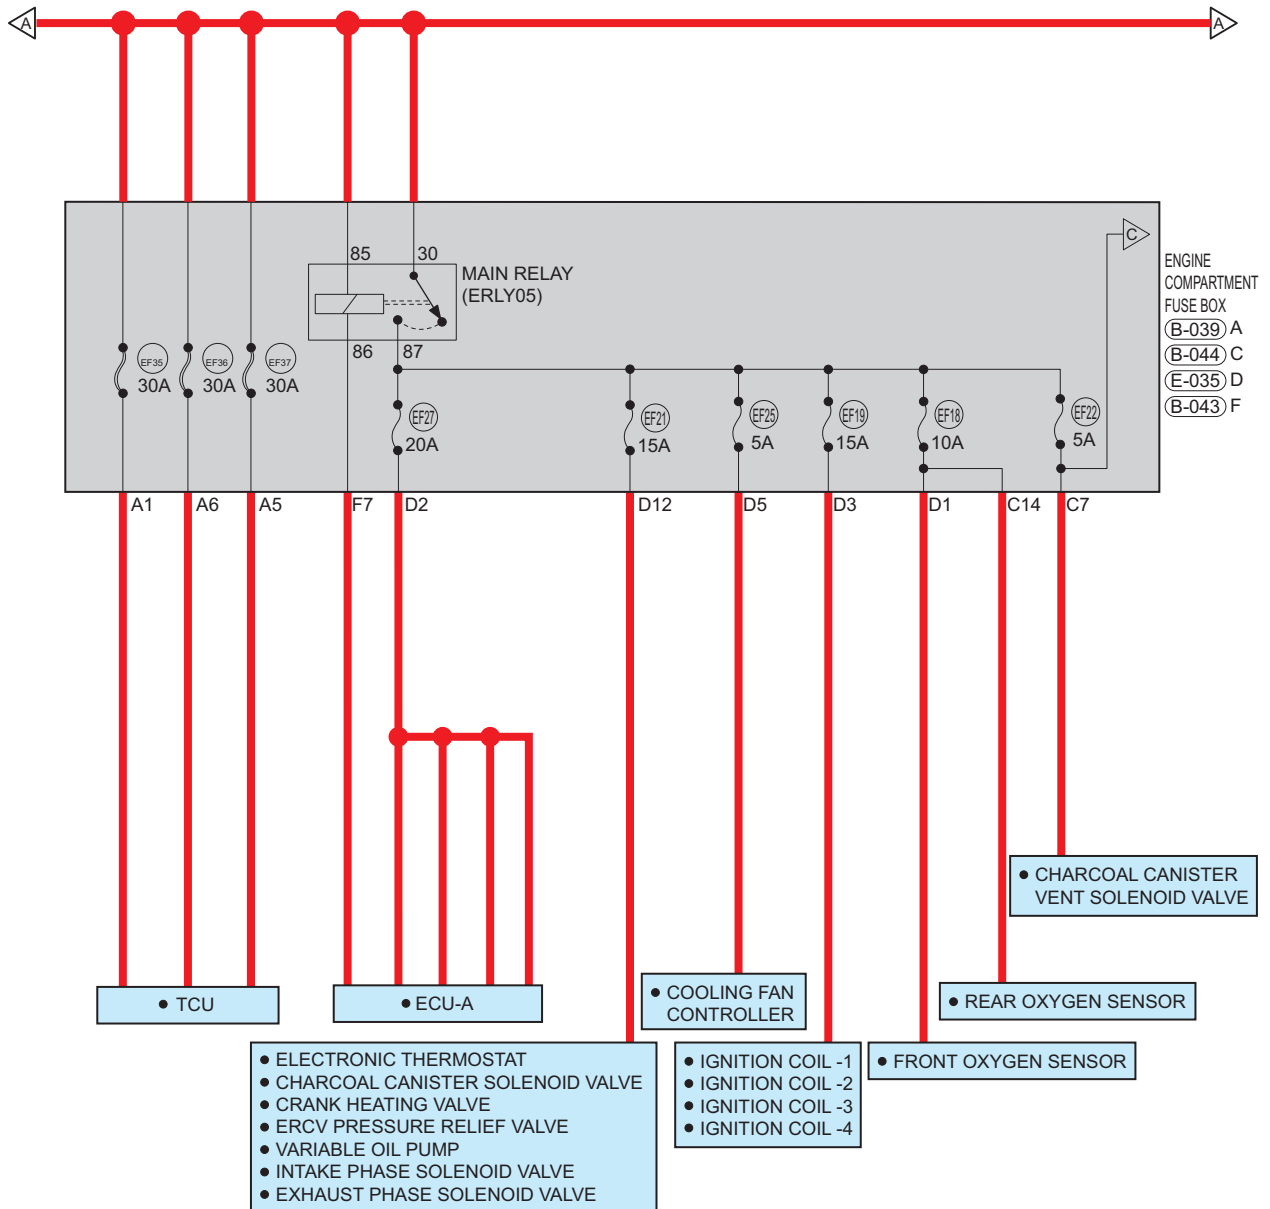 A
A
C
ENGINE
COMPARTMENT
FUSE BOX
B-039 A
B-044 C
E-035 D
B-043 F
85
30
MAIN RELAY
(ERLY05)
86
87
EF35
30A
EF36
30A
EF37
30A
EF27
20A
EF21
15A
EF25
5A
EF19
15A
EF18
10A
EF22
5A
A1
A6
A5
F7
D2
D12
D5
D3
D1
C14
C7
• CHARCOAL CANISTER
VENT SOLENOID VALVE
• TCU
• ECU-A
• COOLING FAN
CONTROLLER
• REAR OXYGEN SENSOR
• ELECTRONIC THERMOSTAT
• CHARCOAL CANISTER SOLENOID VALVE
• CRANK HEATING VALVE
• ERCV PRESSURE RELIEF VALVE
• VARIABLE OIL PUMP
• INTAKE PHASE SOLENOID VALVE
• EXHAUST PHASE SOLENOID VALVE
• IGNITION COIL -1
• IGNITION COIL -2
• IGNITION COIL -3
• IGNITION COIL -4
• FRONT OXYGEN SENSOR